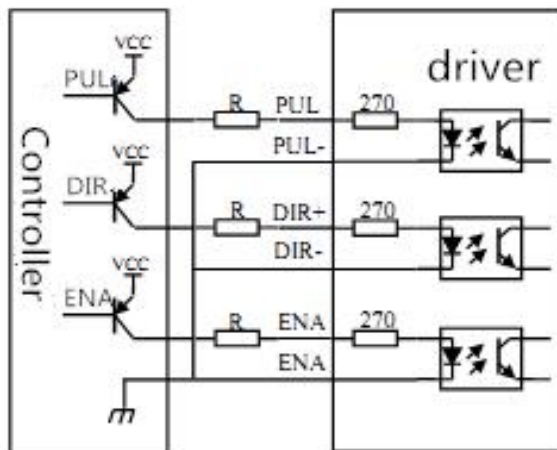 VCC
PUL
driver
R
PUL
270
PUL-
VCC
DIR
R
DIR+
270
DIR-
Controller
VCC
ENA
R
ENA
270
ENA